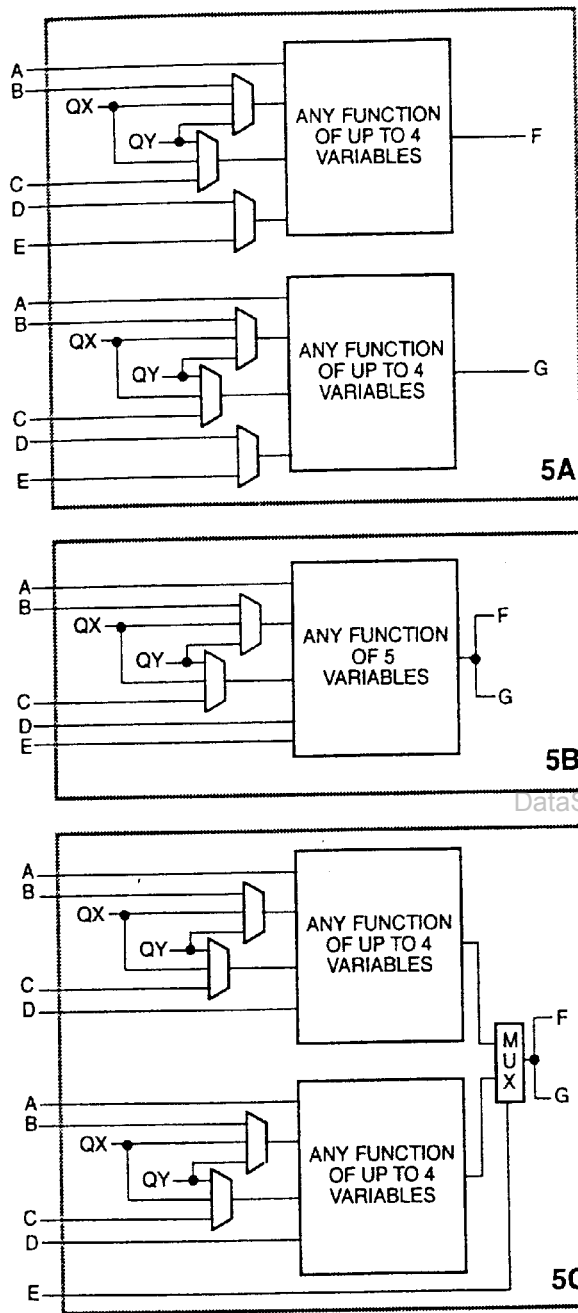 A
B
QX
QY
C
D
E
ANY FUNCTION
OF UP TO 4
VARIABLES
F
A
B
QX
QY
C
D
E
ANY FUNCTION
OF UP TO 4
VARIABLES
G
5A
A
B
QX
QY
C
D
E
ANY FUNCTION
OF 5
VARIABLES
F
G
5B
DataS
A
B
QX
QY
C
D
ANY FUNCTION
OF UP TO 4
VARIABLES
A
B
QX
QY
C
D
E
ANY FUNCTION
OF UP TO 4
VARIABLES
MUX
F
G
5C